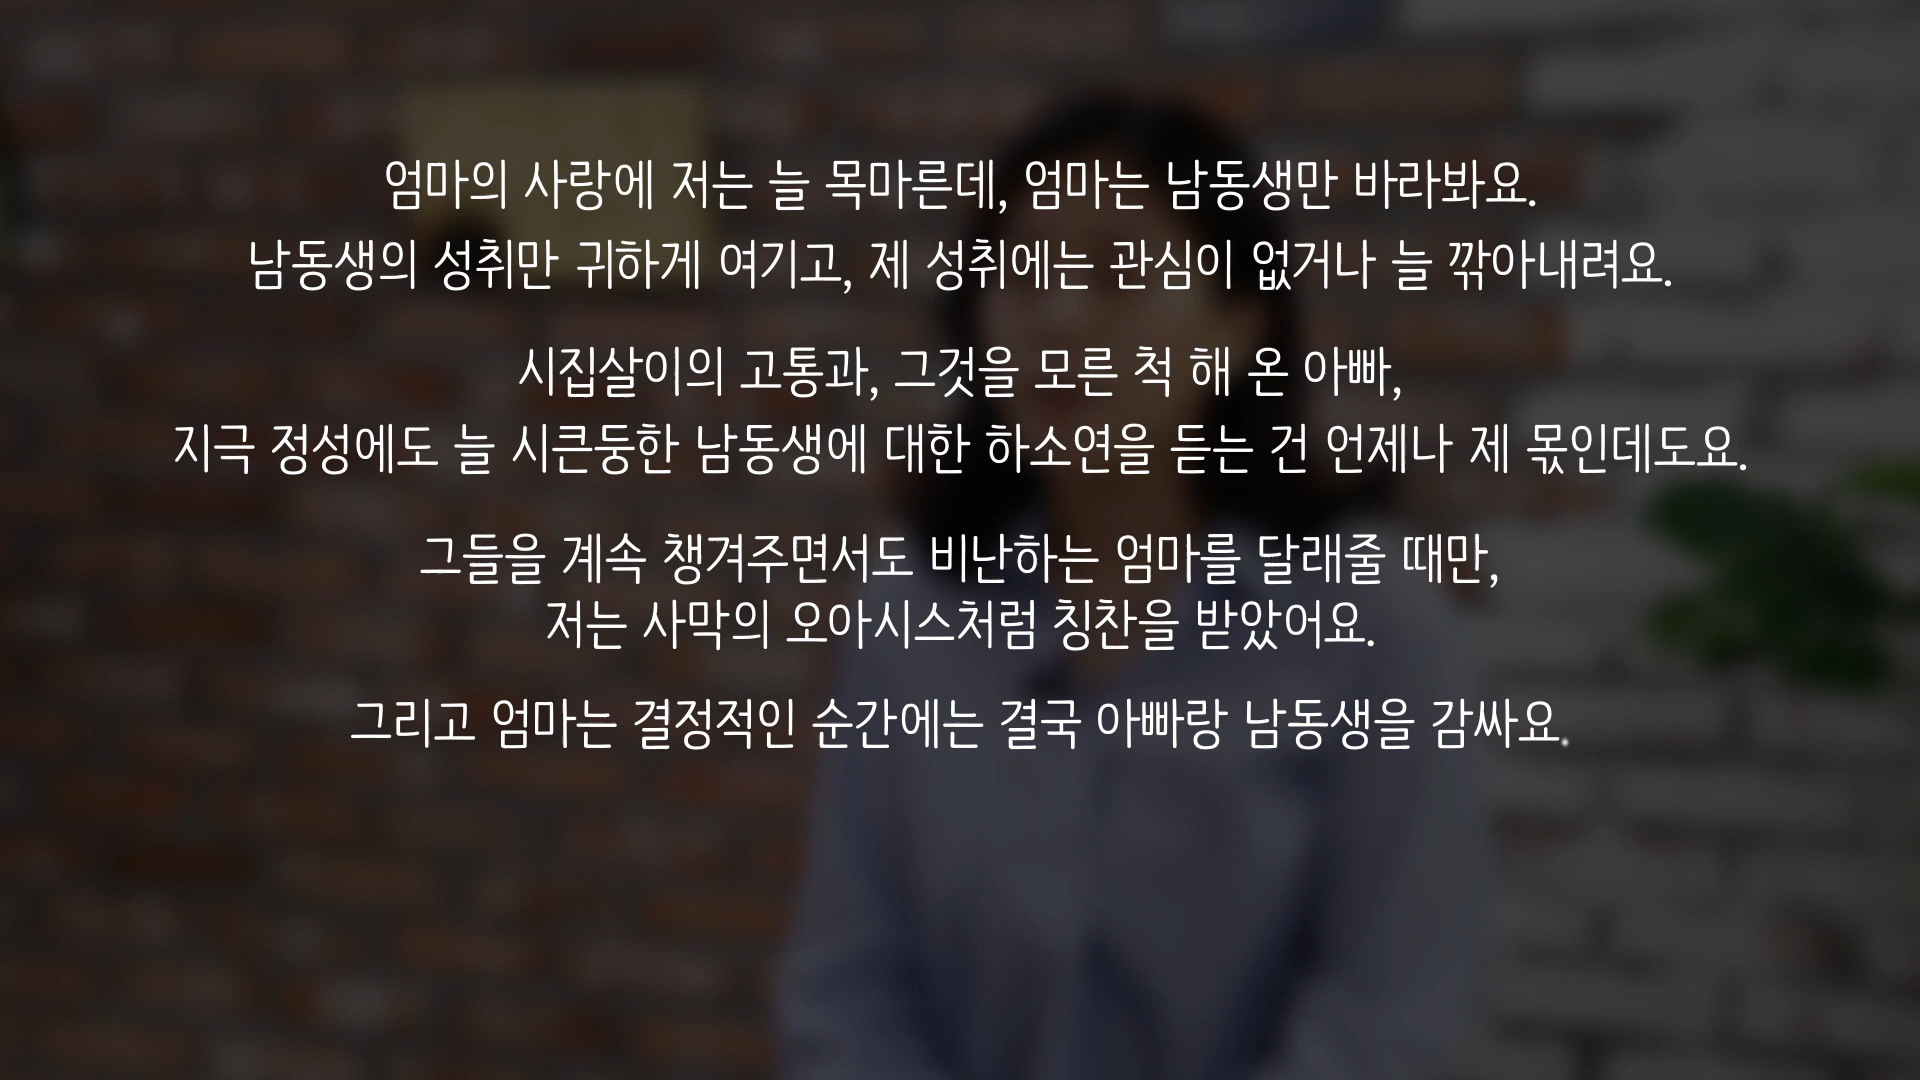 엄마의 사랑에 저는 늘 목마른데, 엄마는 남동생만 바라봐요.
남동생의 성취만 귀하게 여기고, 제 성취에는 관심이 없거나 늘 깎아내려요.
시집살이의 고통과, 그것을 모른 척 해 온 아빠,
지극 정성에도 늘 시큰둥한 남동생에 대한 하소연을 듣는 건 언제나 제 몫인데도요.
그들을 계속 챙겨주면서도 비난하는 엄마를 달래줄 때만,
저는 사막의 오아시스처럼 칭찬을 받았어요.
그리고 엄마는 결정적인 순간에는 결국 아빠랑 남동생을 감싸요.